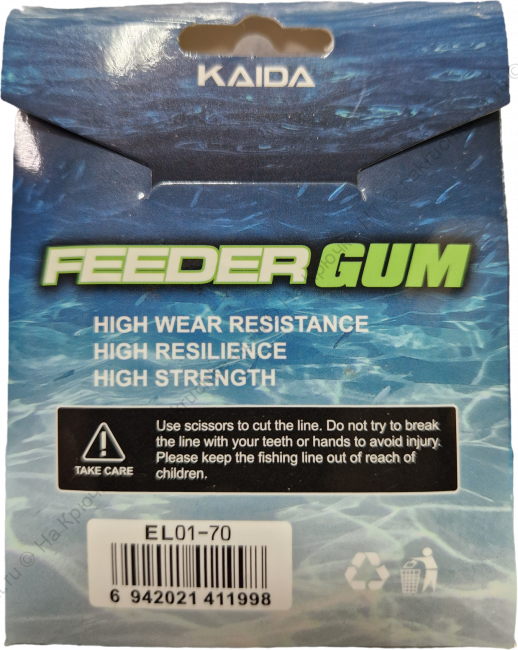 KAIDA
FEEDER GUM
HIGH WEAR RESISTANCE
HIGH RESILIENCE
HIGH STRENGTH
Use scissors to cut the line. Do not try to break
the line with your teeth or hands to avoid injury.
Please keep the fishing line out of reach of
children.
TAKE CARE
EL01-70
6 942021 411998